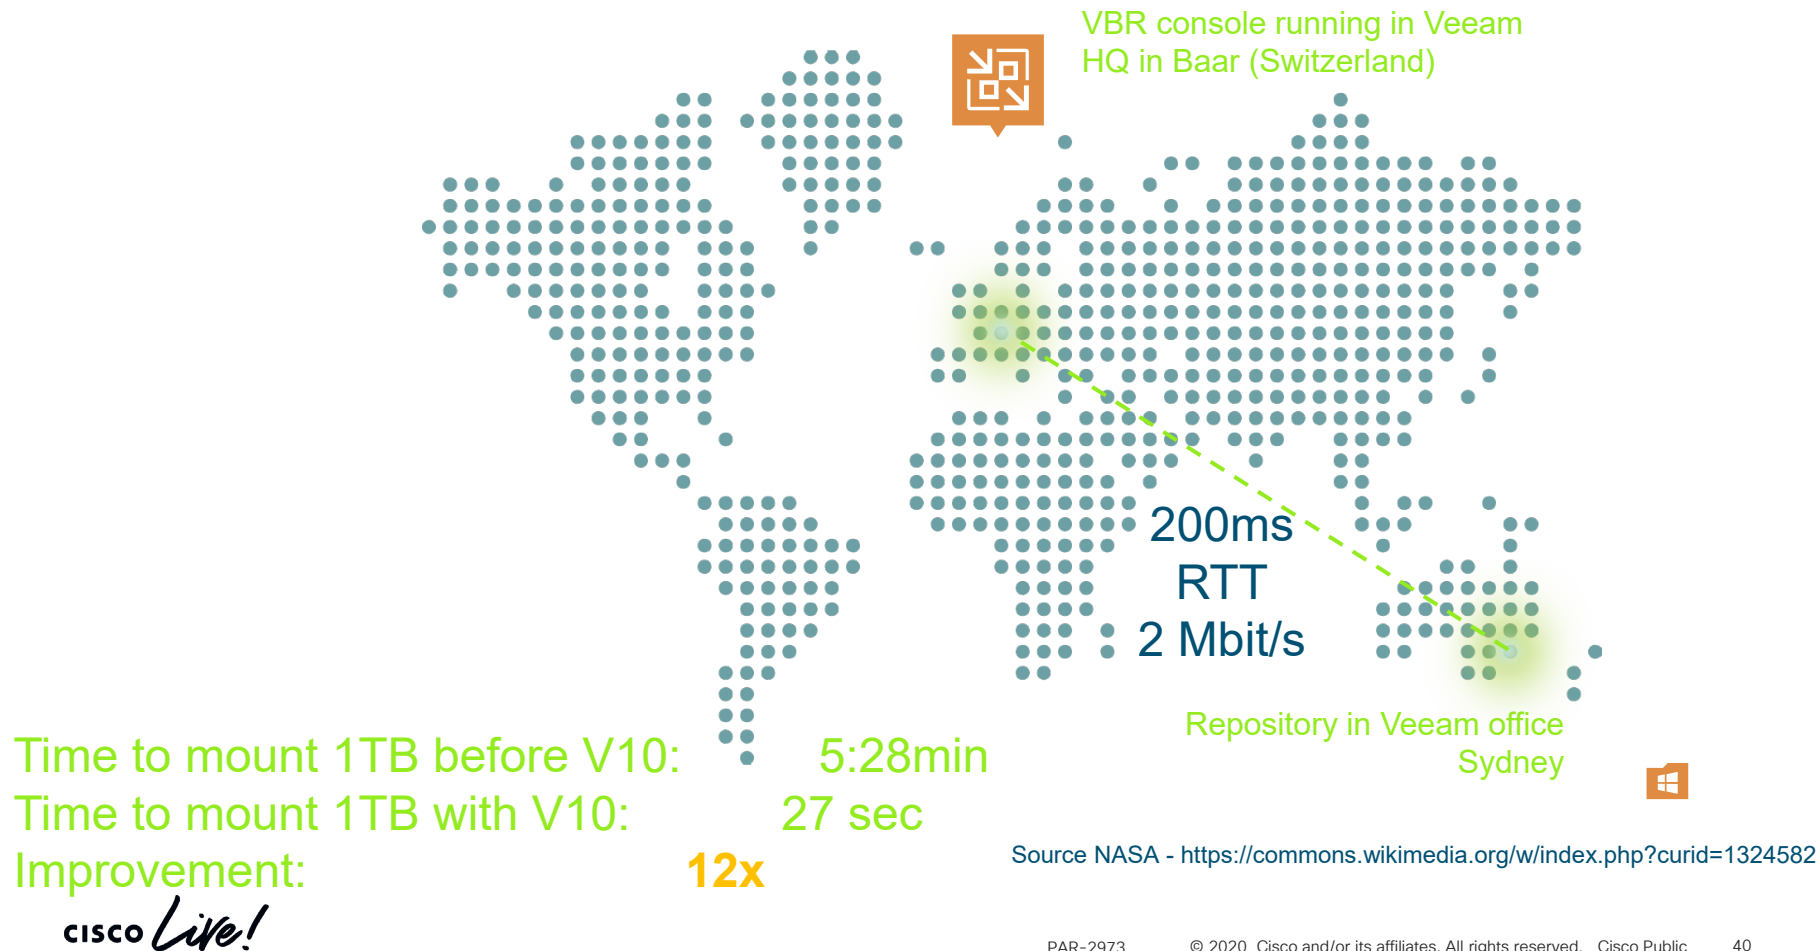 VBR console running in Veeam
HQ in Baar (Switzerland)
200ms
RTT
2 Mbit/s
Repository in Veeam office
Sydney
Time to mount 1TB before V10: 5:28min
Time to mount 1TB with V10: 27 sec
Improvement: 12x
Source NASA - https://commons.wikimedia.org/w/index.php?curid=1324582
CISCO Live!
PAR-2973 © 2020 Cisco and/or its affiliates. All rights reserved. Cisco Public 40